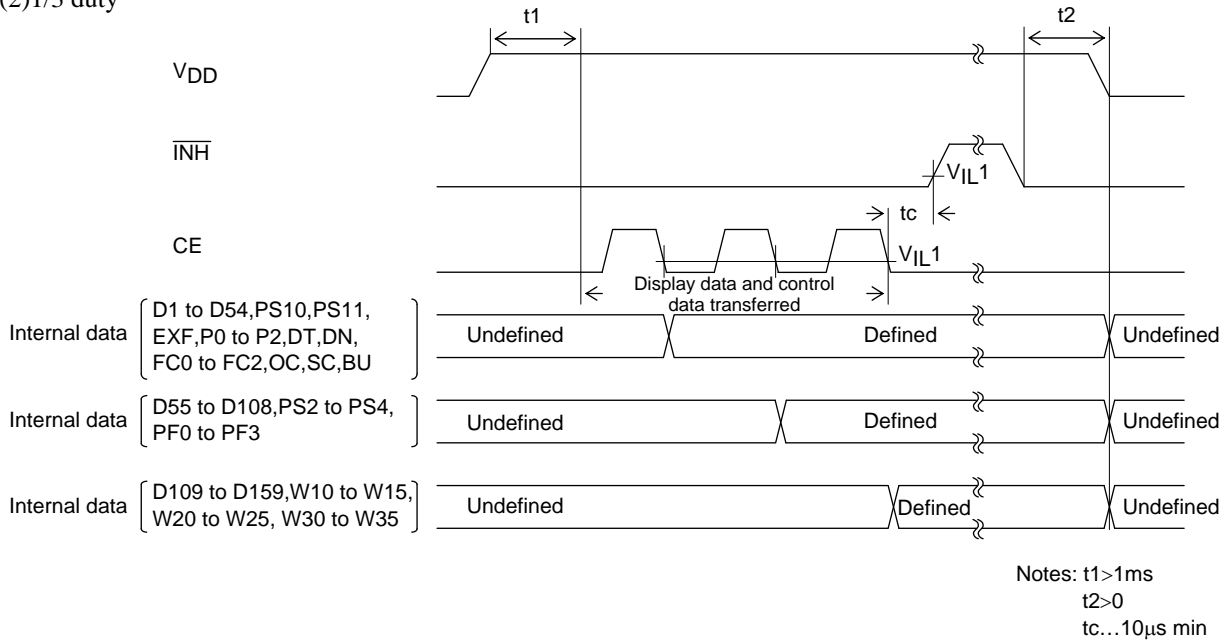 (2)1/3 duty
t1
t2
VDD
INH
VIL1
tc
CE
VIL1
Display data and control
data transferred
Internal data
D1 to D54,PS10,PS11,
EXF,P0 to P2,DT,DN,
FC0 to FC2,OC,SC,BU
Undefined
Defined
Undefined
Internal data
D55 to D108,PS2 to PS4,
PF0 to PF3
Undefined
Defined
Undefined
Internal data
D109 to D159,W10 to W15,
W20 to W25, W30 to W35
Undefined
Defined
Undefined
Notes: t1>1ms
t2>0
tc…10μs min